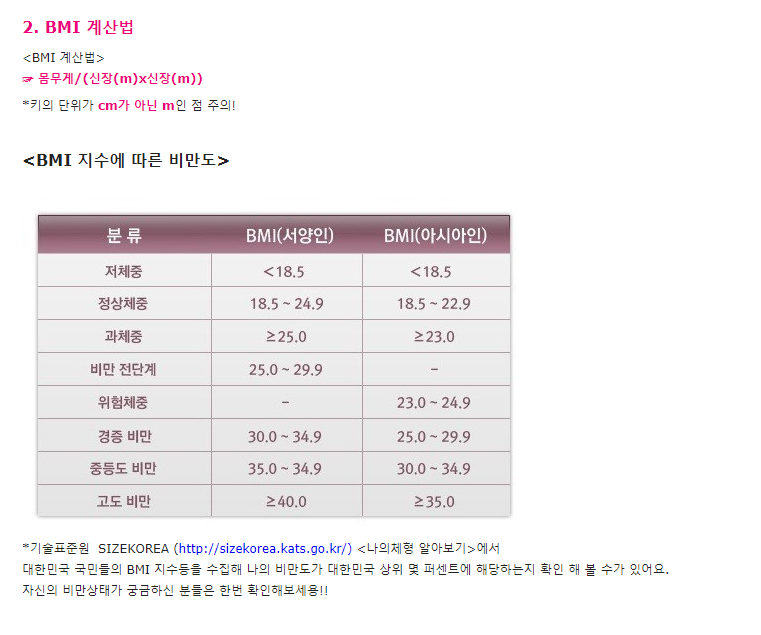 2. BMI 계산법
<BMI 계산법>
☞ 몸무게/(신장(m)x신장(m))
*키의 단위가 cm가 아닌 m인 점 주의!
<BMI 지수에 따른 비만도>
분 류 BMI(서양인) BMI(아시아인)
저체중 <18.5 <18.5
정상체중 18.5 ~ 24.9 18.5 ~ 22.9
과체중 ≥25.0 ≥23.0
비만 전단계 25.0 ~ 29.9 -
위험체중 - 23.0 ~ 24.9
경증 비만 30.0 ~ 34.9 25.0 ~ 29.9
중등도 비만 35.0 ~ 34.9 30.0 ~ 34.9
고도 비만 ≥40.0 ≥35.0
*기술표준원 SIZEKOREA (http://sizekorea.kats.go.kr/) <나의체형 알아보기>에서
대한민국 국민들의 BMI 지수등을 수집해 나의 비만도가 대한민국 상위 몇 퍼센트에 해당하는지 확인 해 볼 수가 있어요.
자신의 비만상태가 궁금하신 분들은 한번 확인해보세용!!